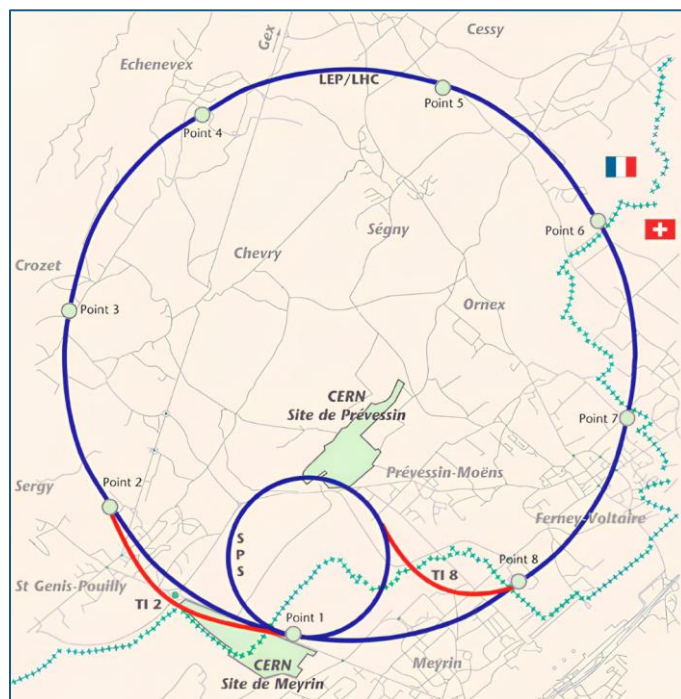 Cessy
Gex
Echenevex
LEP/LHC
Point 5
Point 4
Point 6
Ségny
Chevry
Crozet
Point 3
Ornex
CERN
Site de Prévessin
Point 7
Point 2
Prévessin-Moëns
Sergy
Ferney-Voltaire
S
P
S
Point 8
St Genis-Pouilly
TI 2
TI 8
Point 1
Meyrin
CERN
Site de Meyrin